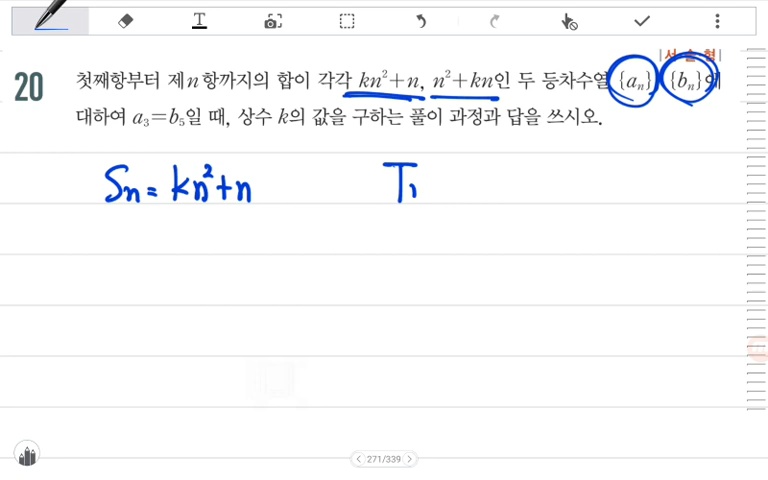 |서술형|
20 첫째항부터 제n항까지의 합이 각각 kn²+n, n²+kn인 두 등차수열 {aₙ}, {bₙ}에
대하여 a₃=b₅일 때, 상수 k의 값을 구하는 풀이 과정과 답을 쓰시오.
Sₙ = kn²+n T
271/339